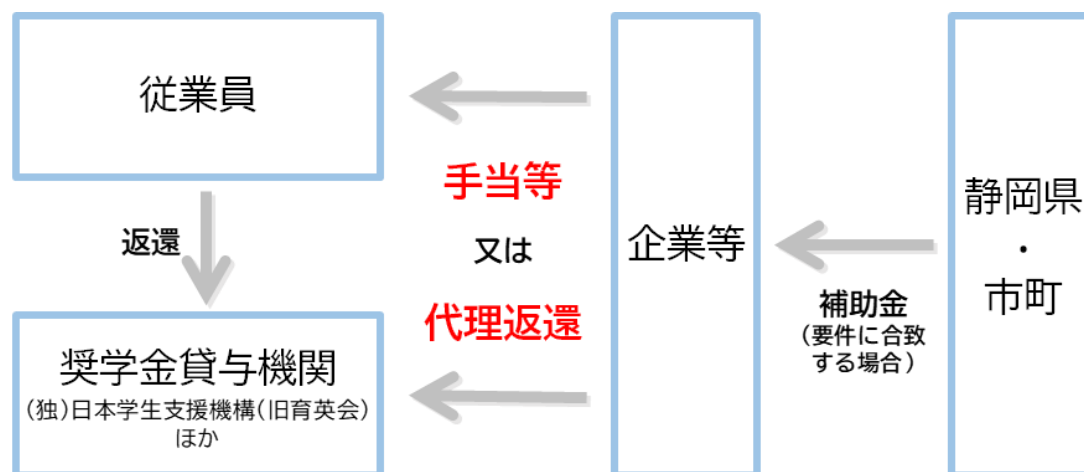 従業員
手当等
返還
又は
代理返還
奨学金貸与機関
（独）日本学生支援機構（旧育英会）
ほか
企業等
補助金
（要件に合致
する場合）
静岡県
・
市町